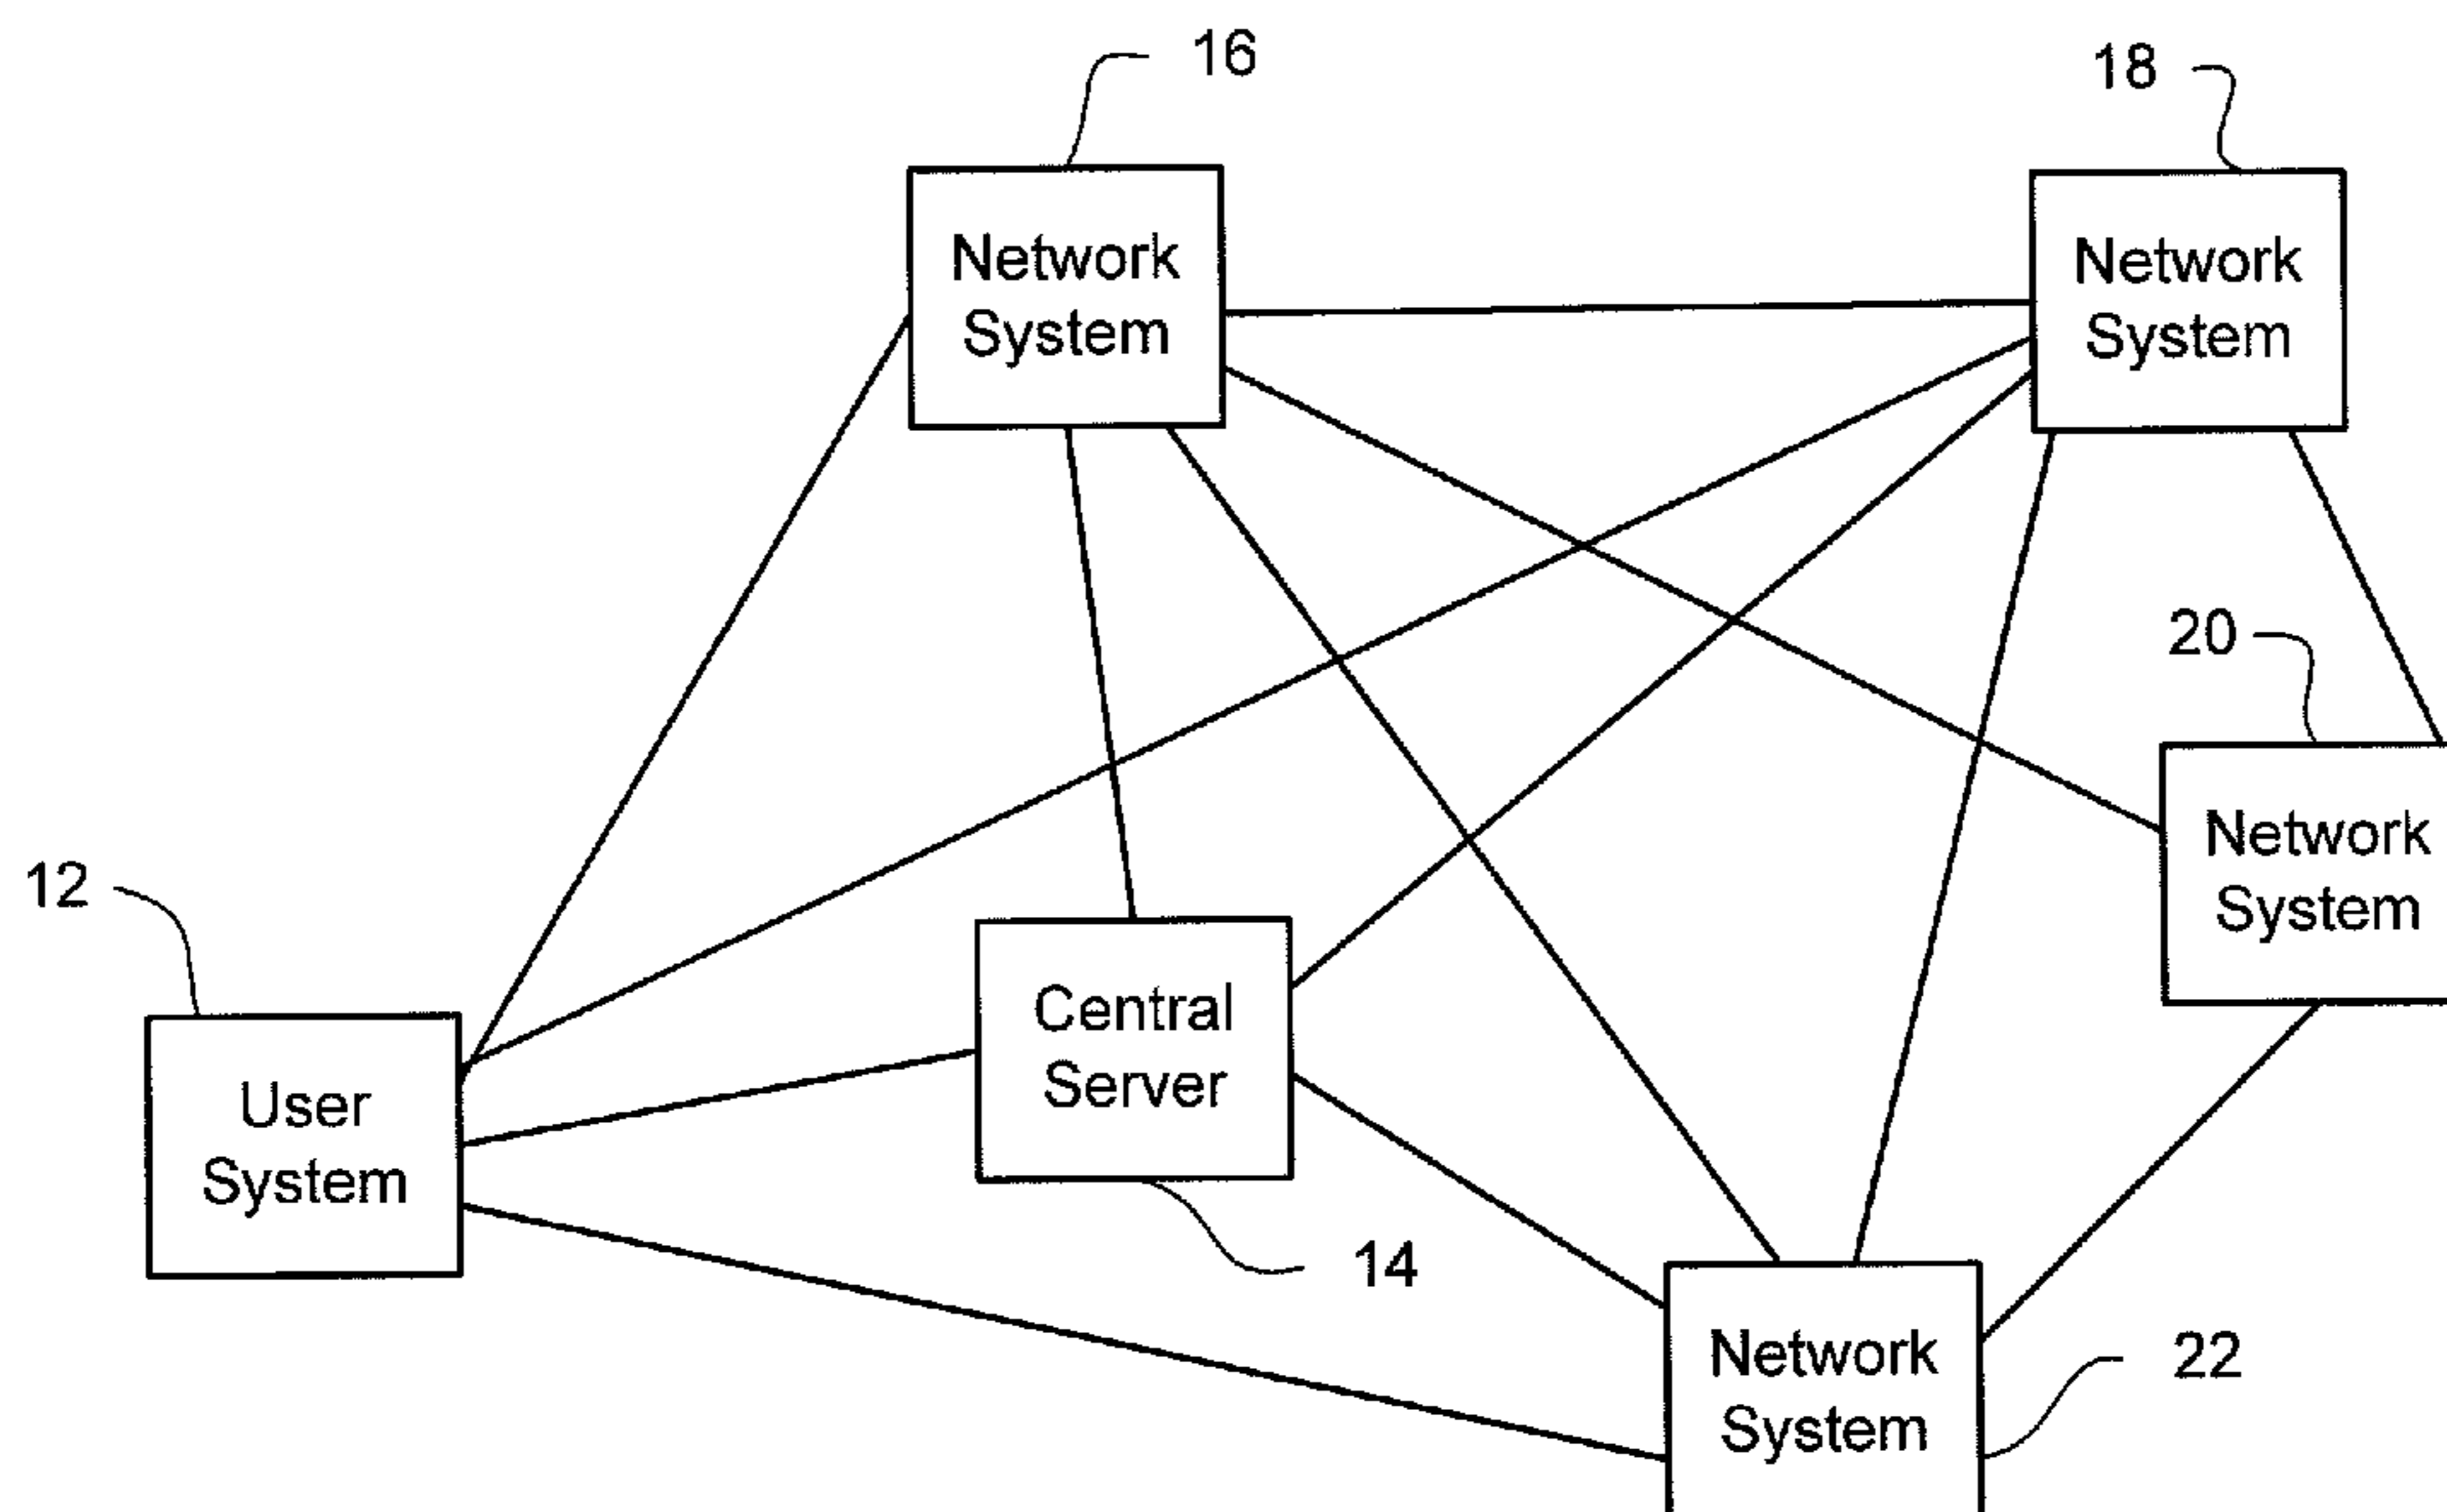 16
18
Network
System
Network
System
20
Network
System
12
Central
Server
User
System
14
Network
System
22